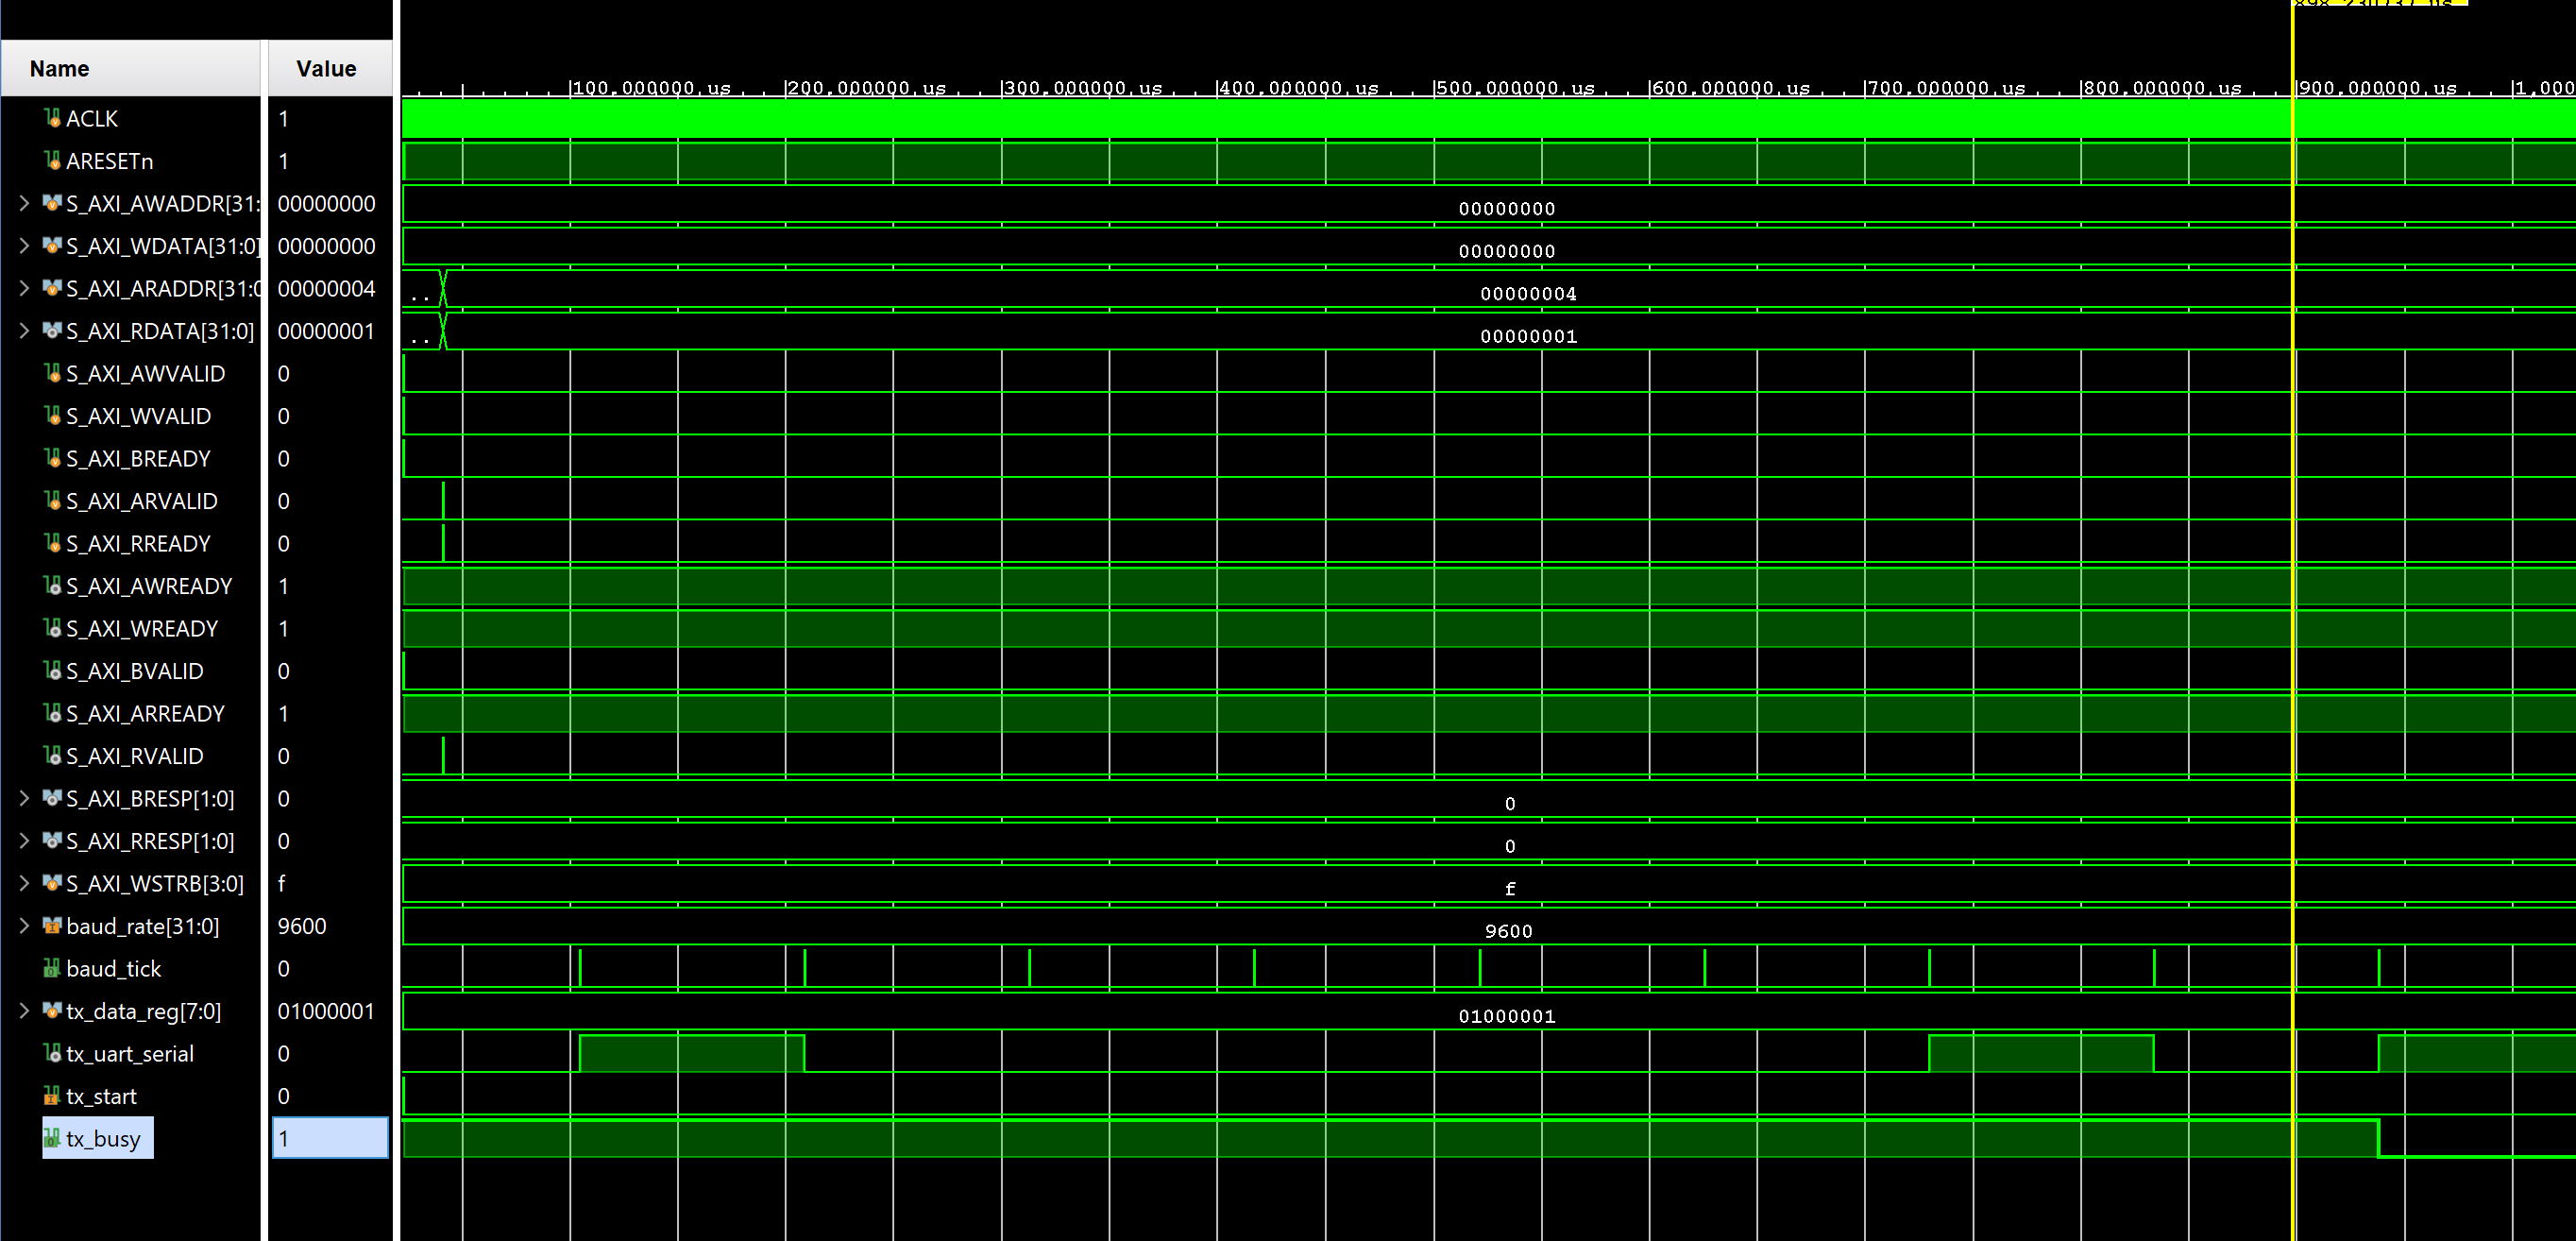 898.230737 us
Name Value
100.000000 us 200.000000 us 300.000000 us 400.000000 us 500.000000 us 600.000000 us 700.000000 us 800.000000 us 900.000000 us 1,000
ACLK 1
ARESETn 1
S_AXI_AWADDR[31: 00000000 00000000
S_AXI_WDATA[31:0] 00000000 00000000
S_AXI_ARADDR[31:0 00000004 .. 00000004
S_AXI_RDATA[31:0] 00000001 .. 00000001
S_AXI_AWVALID 0
S_AXI_WVALID 0
S_AXI_BREADY 0
S_AXI_ARVALID 0
S_AXI_RREADY 0
S_AXI_AWREADY 1
S_AXI_WREADY 1
S_AXI_BVALID 0
S_AXI_ARREADY 1
S_AXI_RVALID 0
S_AXI_BRESP[1:0] 0 0
S_AXI_RRESP[1:0] 0 0
S_AXI_WSTRB[3:0] f f
baud_rate[31:0] 9600 9600
baud_tick 0
tx_data_reg[7:0] 01000001 01000001
tx_uart_serial 0
tx_start 0
tx_busy 1